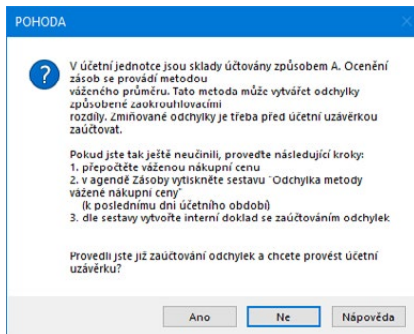 POHODA
V účetní jednotce jsou sklady účtovány způsobem A. Ocenění
zásob se provádí metodou
váženého průměru. Tato metoda může vytvářet odchylky
způsobené zaokrouhlovacími
rozdíly. Zmiňované odchylky je třeba před účetní uzávěrkou
zaúčtovat.
Pokud jste tak ještě neučinili, proveďte následující kroky:
1. přepočtěte váženou nákupní cenu
2. v agendě Zásoby vytiskněte sestavu "Odchylka metody
vážené nákupní ceny"
(k poslednímu dni účetního období)
3. dle sestavy vytvořte interní doklad se zaúčtováním odchylek
Provedli jste již zaúčtování odchylek a chcete provést účetní
uzávěrku?
Ano
Ne
Nápověda